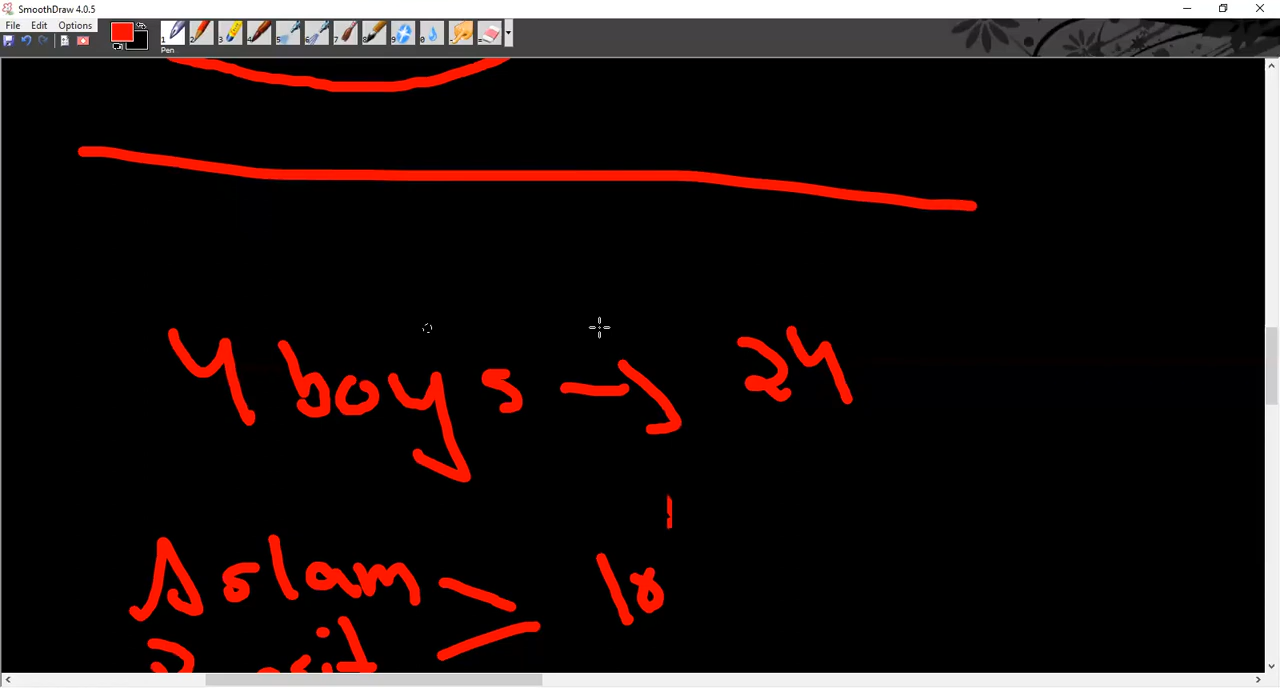 SmoothDraw 4.0.5
File Edit Options
Pen
4 boys → 24
Aslam > 18